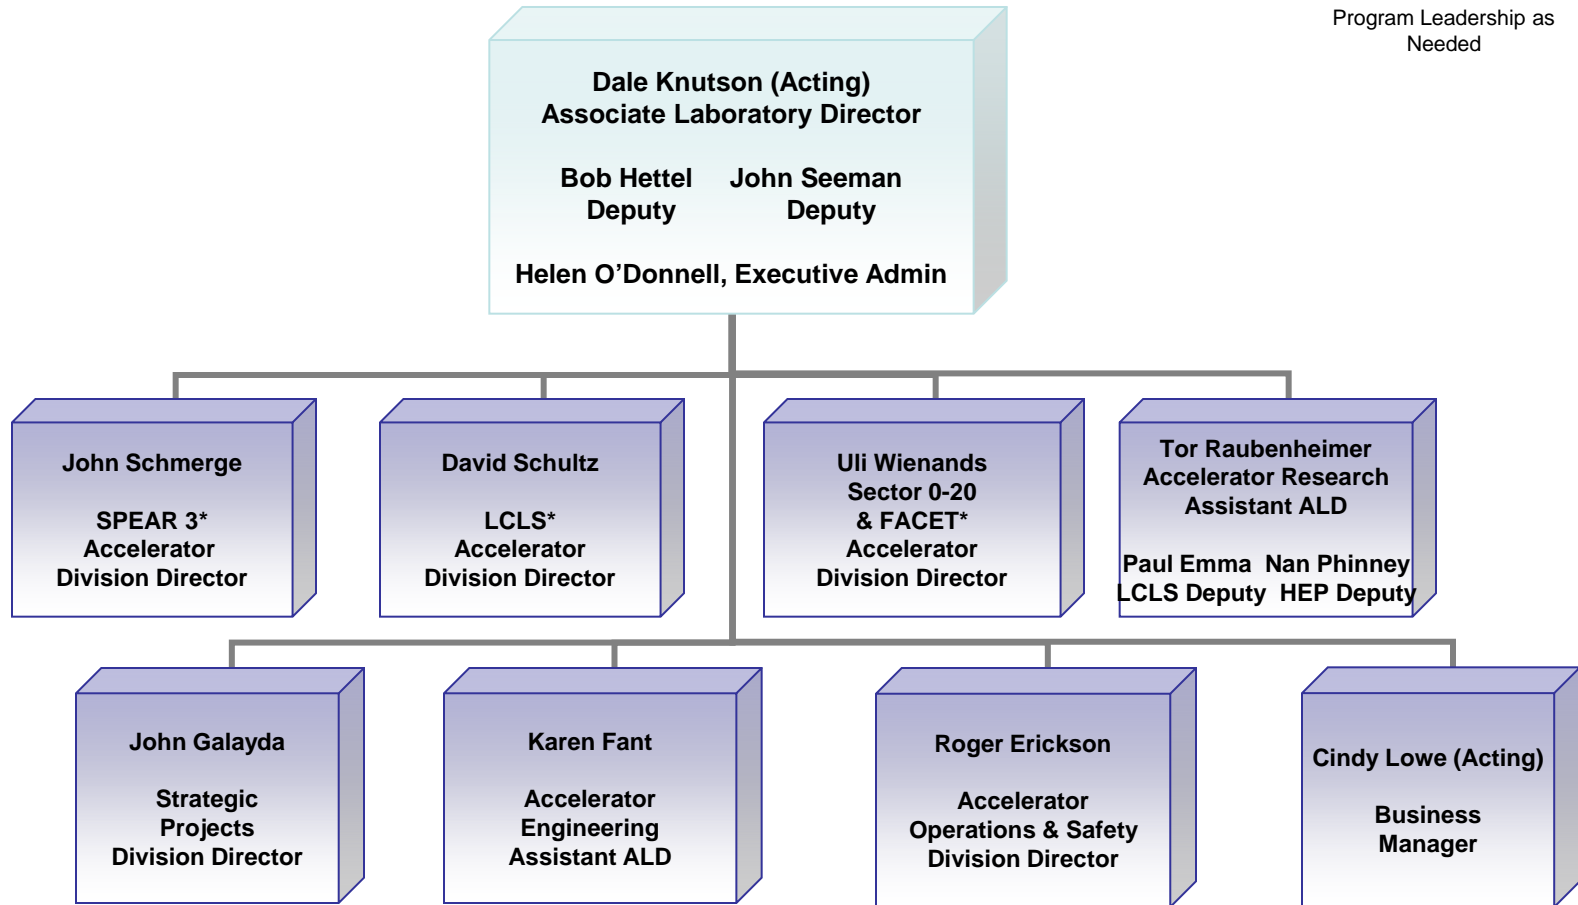 Program Leadership as
Needed
Dale Knutson (Acting)
Associate Laboratory Director
Bob Hettel John Seeman
Deputy Deputy
Helen O’Donnell, Executive Admin
John Schmerge
SPEAR 3*
Accelerator
Division Director
David Schultz
LCLS*
Accelerator
Division Director
Uli Wienands
Sector 0-20
& FACET*
Accelerator
Division Director
Tor Raubenheimer
Accelerator Research
Assistant ALD
Paul Emma Nan Phinney
LCLS Deputy HEP Deputy
John Galayda
Strategic
Projects
Division Director
Karen Fant
Accelerator
Engineering
Assistant ALD
Roger Erickson
Accelerator
Operations & Safety
Division Director
Cindy Lowe (Acting)
Business
Manager